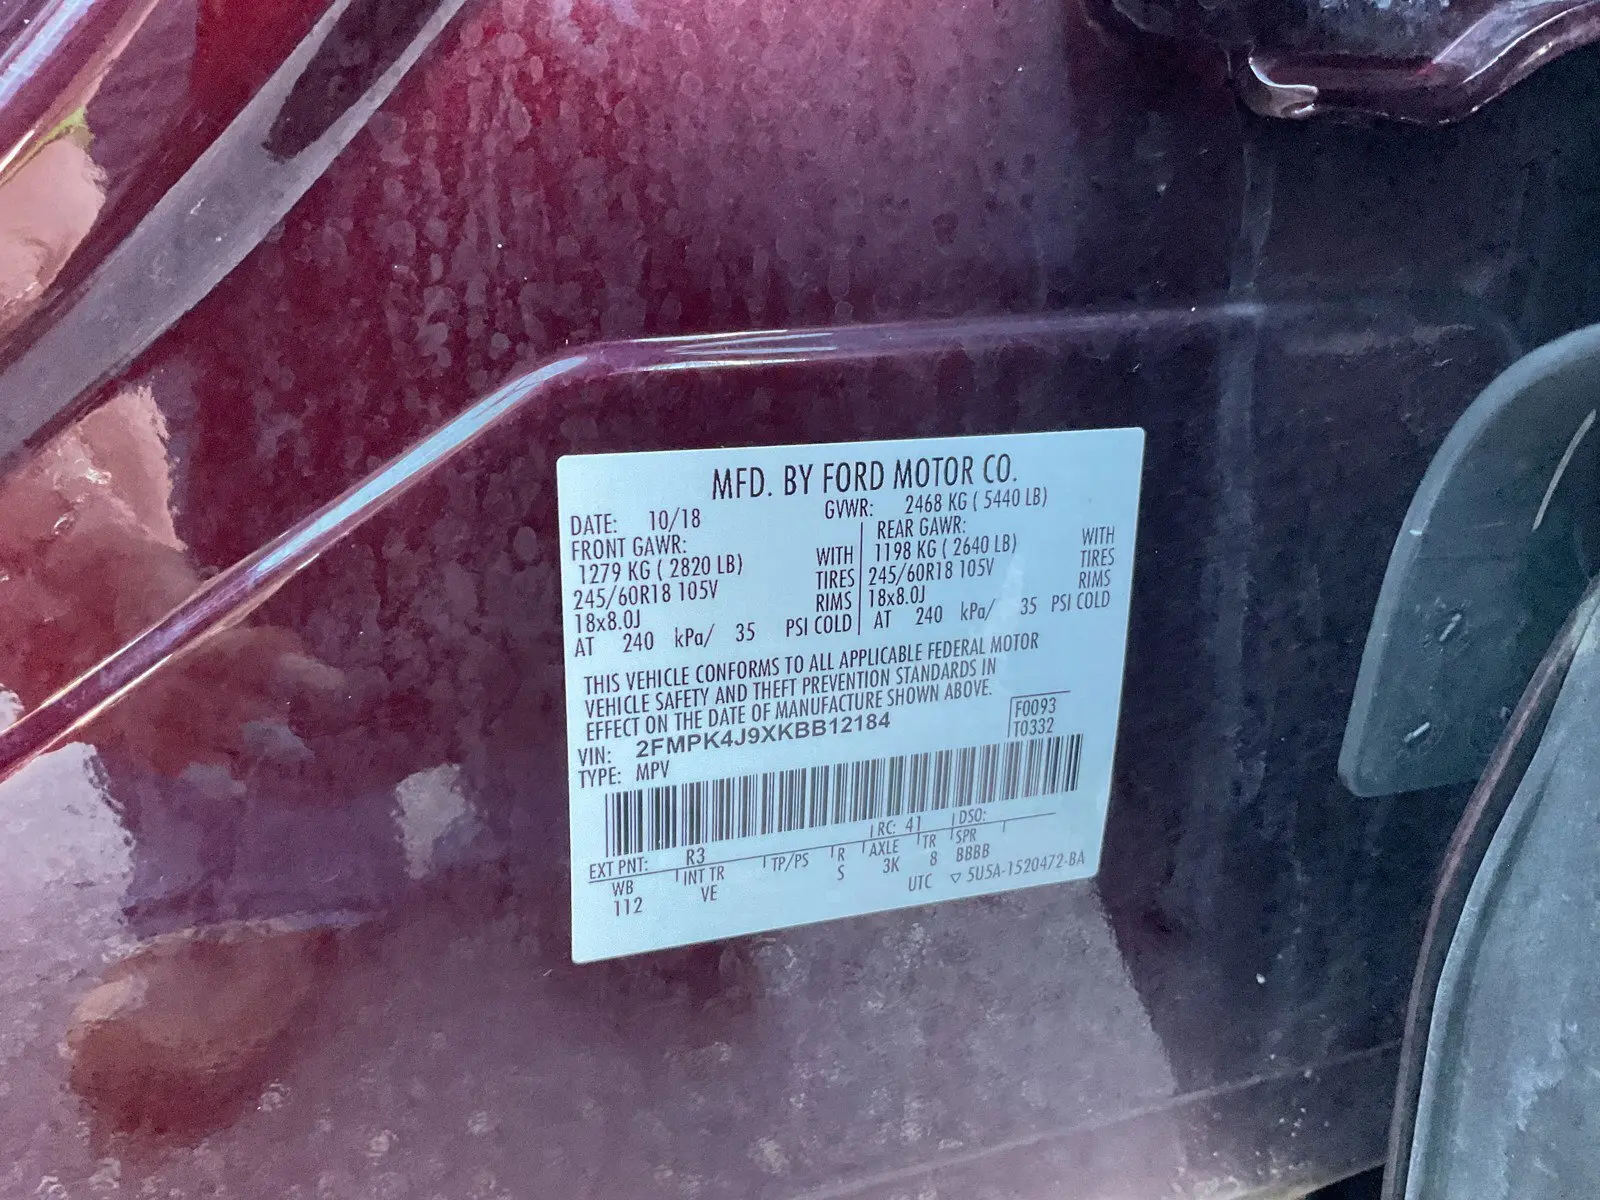 MFD. BY FORD MOTOR CO.
DATE: 10/18 GVWR: 2468 KG ( 5440 LB)
FRONT GAWR: REAR GAWR:
1279 KG ( 2820 LB) WITH 1198 KG ( 2640 LB) WITH
245/60R18 105V TIRES 245/60R18 105V TIRES
18x8.0J RIMS 18x8.0J RIMS
AT 240 kPa/ 35 PSI COLD AT 240 kPa/ 35 PSI COLD
THIS VEHICLE CONFORMS TO ALL APPLICABLE FEDERAL MOTOR
VEHICLE SAFETY AND THEFT PREVENTION STANDARDS IN
EFFECT ON THE DATE OF MANUFACTURE SHOWN ABOVE.
VIN: 2FMPK4J9XKBB12184 F0093
TYPE: MPV T0332
EXT PNT: R3 RC: 41 DSO:
WB INT TR TP/PS R AXLE TR SPR
112 VE S 3K 8 BBBB
UTC ▽ 5U5A-1520472-BA